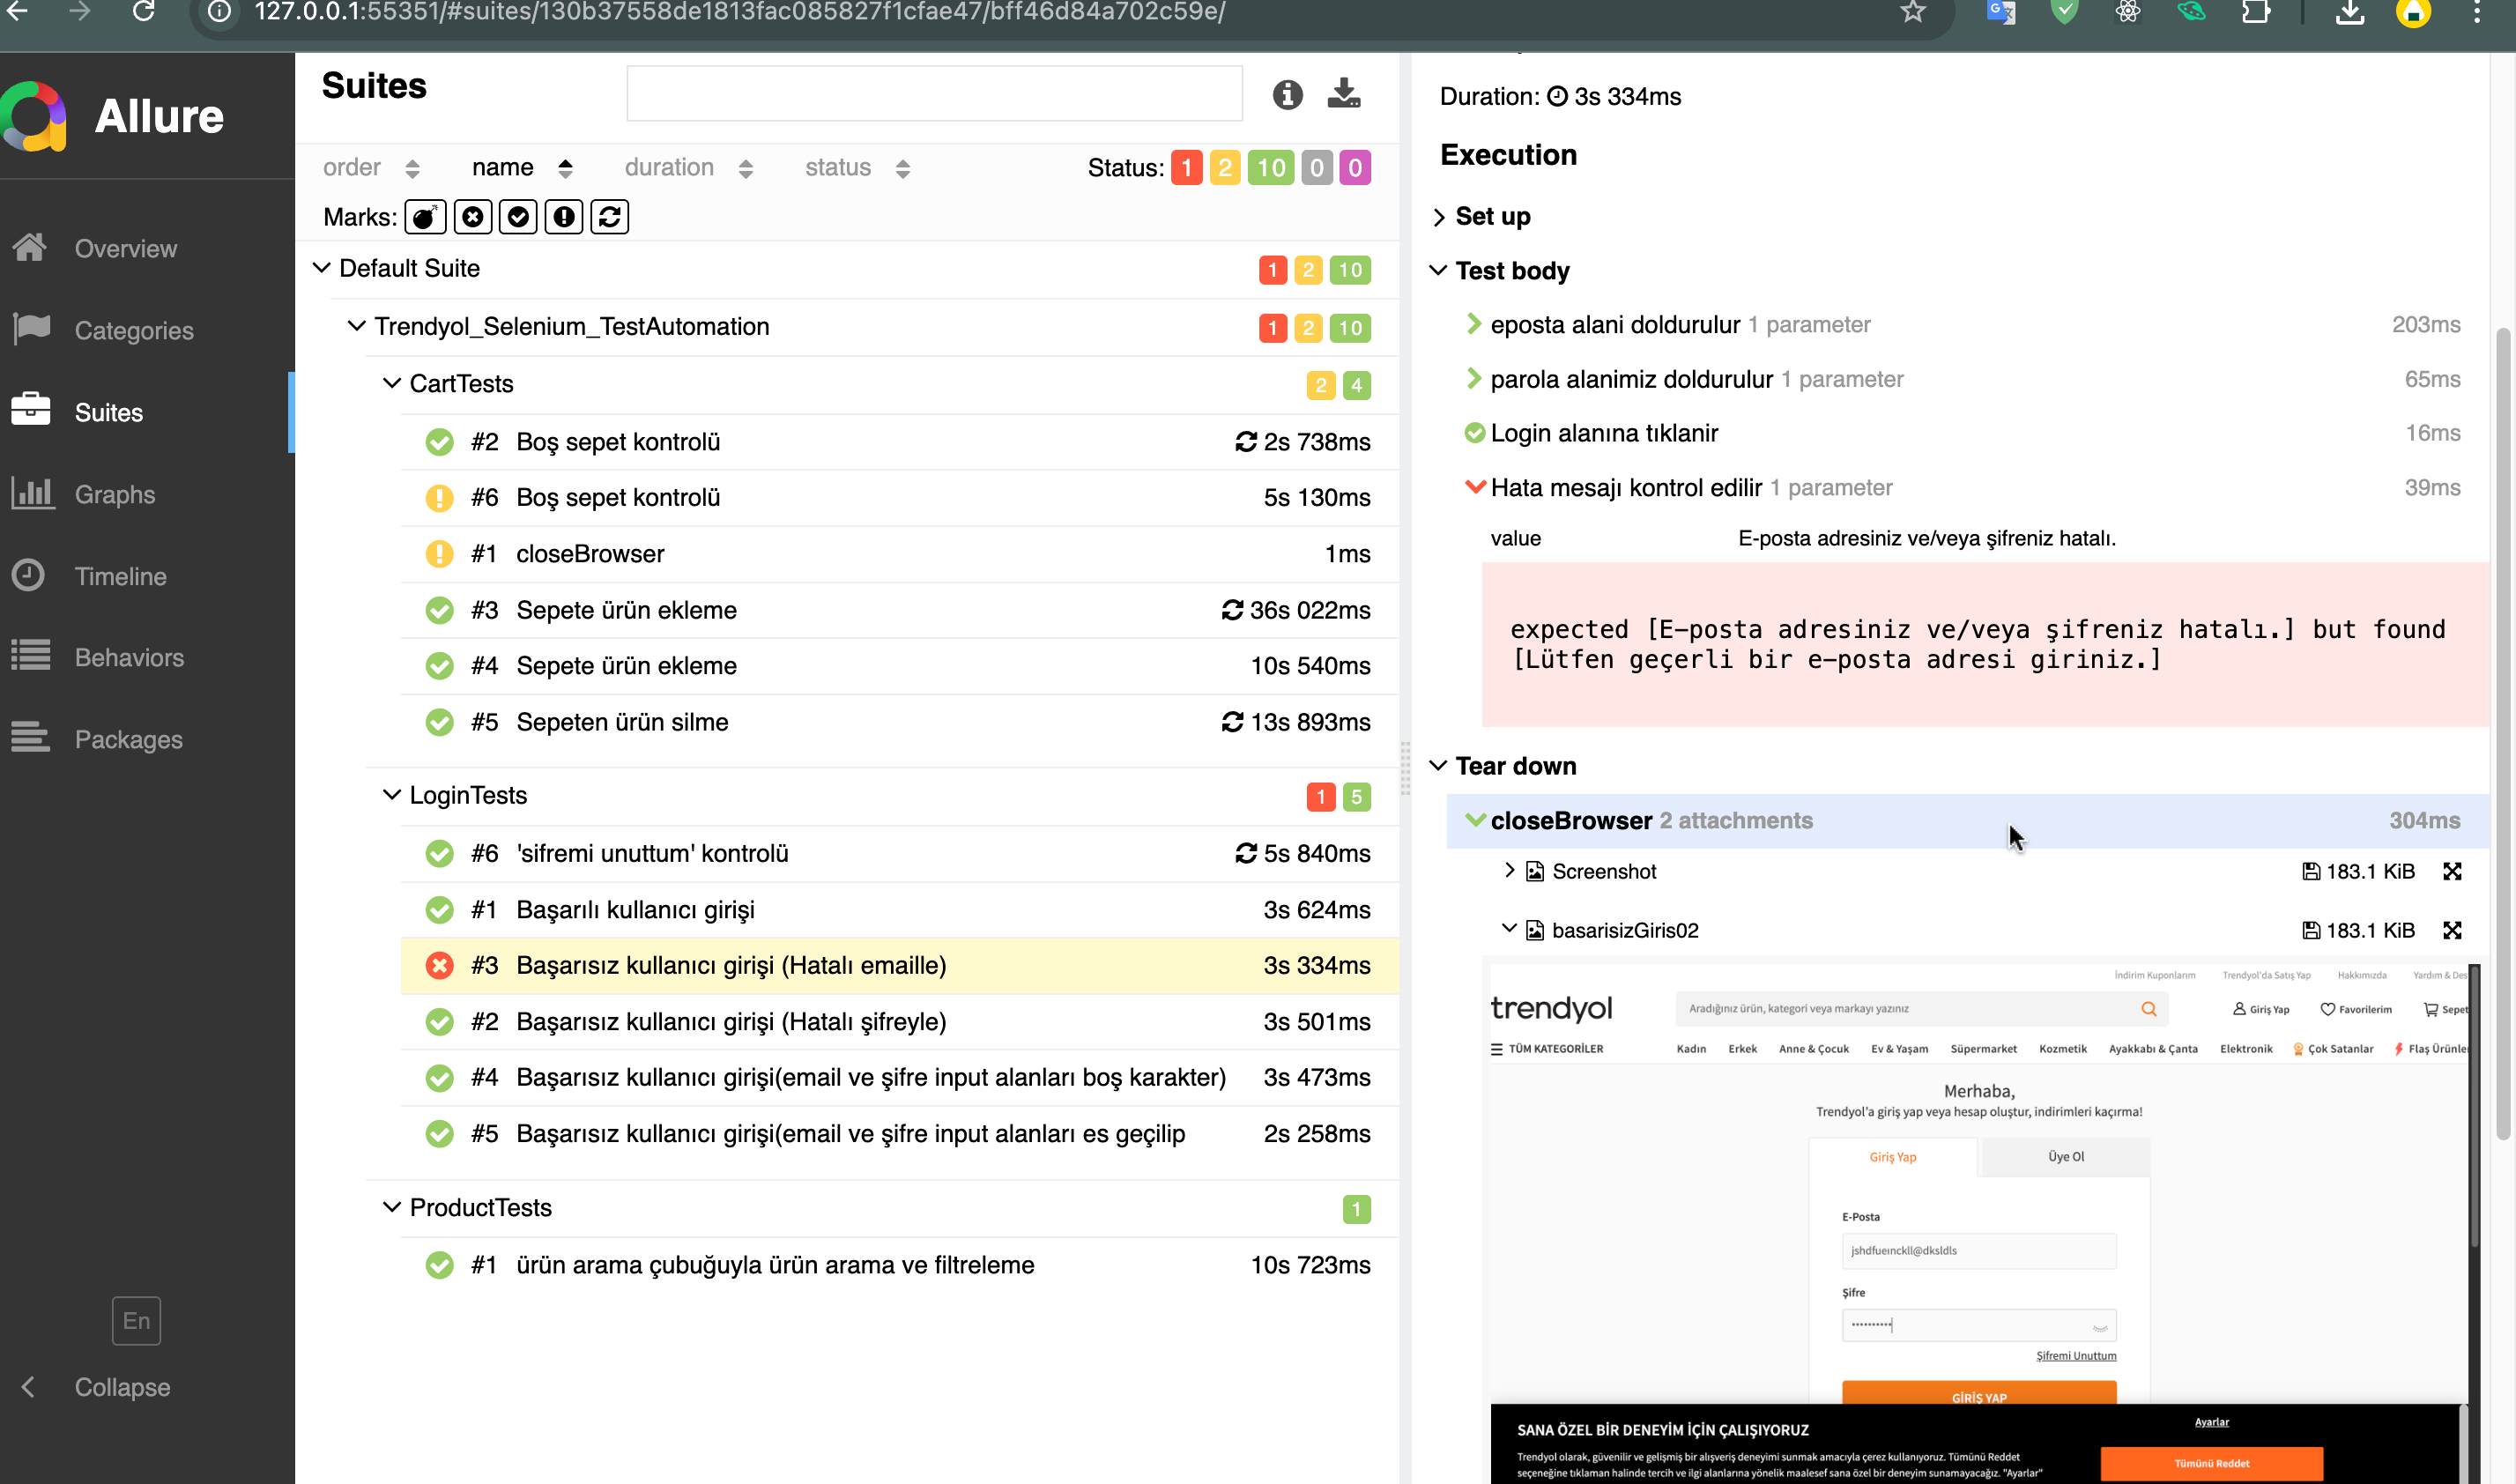 127.0.0.1:55351/#suites/130b37558de1813fac085827f1cfae47/bff46d84a702c59e/
Allure
Overview
Categories
Suites
Graphs
Timeline
Behaviors
Packages
En
Collapse
Suites
order name duration status Status: 1 2 10 0 0
Marks:
Default Suite 1 2 10
Trendyol_Selenium_TestAutomation 1 2 10
CartTests 2 4
#2 Boş sepet kontrolü 2s 738ms
#6 Boş sepet kontrolü 5s 130ms
#1 closeBrowser 1ms
#3 Sepete ürün ekleme 36s 022ms
#4 Sepete ürün ekleme 10s 540ms
#5 Sepeten ürün silme 13s 893ms
LoginTests 1 5
#6 'sifremi unuttum' kontrolü 5s 840ms
#1 Başarılı kullanıcı girişi 3s 624ms
#3 Başarısız kullanıcı girişi (Hatalı emaille) 3s 334ms
#2 Başarısız kullanıcı girişi (Hatalı şifreyle) 3s 501ms
#4 Başarısız kullanıcı girişi(email ve şifre input alanları boş karakter) 3s 473ms
#5 Başarısız kullanıcı girişi(email ve şifre input alanları es geçilip 2s 258ms
ProductTests 1
#1 ürün arama çubuğuyla ürün arama ve filtreleme 10s 723ms
Duration: 3s 334ms
Execution
Set up
Test body
eposta alani doldurulur 1 parameter 203ms
parola alanimiz doldurulur 1 parameter 65ms
Login alanına tıklanir 16ms
Hata mesajı kontrol edilir 1 parameter 39ms
value E-posta adresiniz ve/veya şifreniz hatalı.
expected [E-posta adresiniz ve/veya şifreniz hatalı.] but found
[Lütfen geçerli bir e-posta adresi giriniz.]
Tear down
closeBrowser 2 attachments 304ms
Screenshot 183.1 KiB
basarisizGiris02 183.1 KiB
İndirim Kuponlarım Trendyol'da Satış Yap Hakkımızda Yardım & Des
trendyol Aradığınız ürün, kategori veya markayı yazınız Giriş Yap Favorilerim Sepet
TÜM KATEGORİLER Kadın Erkek Anne & Çocuk Ev & Yaşam Süpermarket Kozmetik Ayakkabı & Çanta Elektronik Çok Satanlar Flaş Ürünler
Merhaba,
Trendyol'a giriş yap veya hesap oluştur, indirimleri kaçırma!
Giriş Yap Üye Ol
E-Posta
jshdfueınckll@dksldls
Şifre
••••••••••
Şifremi Unuttum
GİRİŞ YAP
SANA ÖZEL BİR DENEYİM İÇİN ÇALIŞIYORUZ
Trendyol olarak, güvenilir ve gelişmiş bir alışveriş deneyimi sunmak amacıyla çerez kullanıyoruz. Tümünü Reddet
seçeneğine tıklaman halinde tercih ve ilgi alanlarına yönelik maalesef sana özel bir deneyim sunamayacağız. "Ayarlar"
Ayarlar
Tümünü Reddet